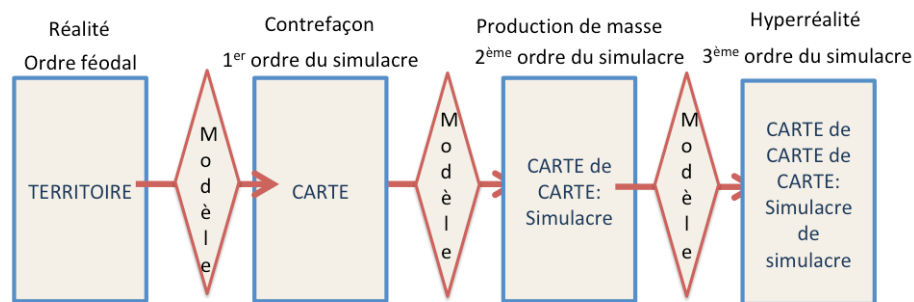 Réalité
Ordre féodal
Contrefaçon
1er ordre du simulacre
Production de masse
2ème ordre du simulacre
Hyperréalité
3ème ordre du simulacre
TERRITOIRE
Modèle
CARTE
Modèle
CARTE de
CARTE:
Simulacre
Modèle
CARTE de
CARTE de
CARTE:
Simulacre
de
simulacre